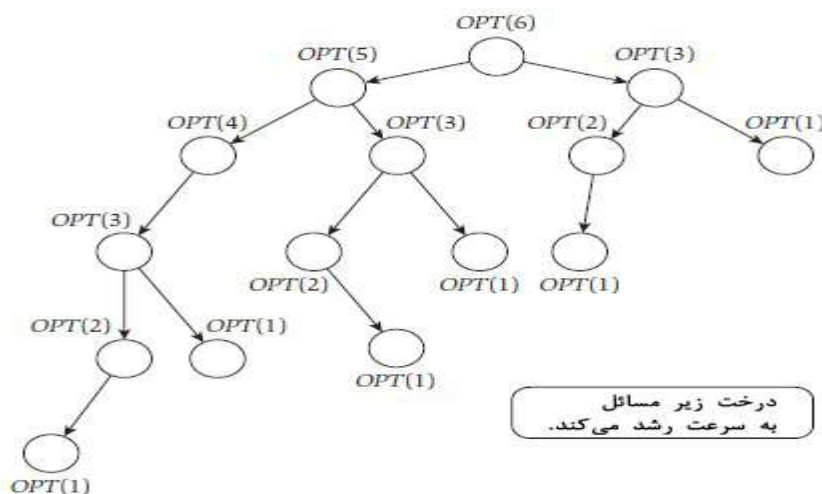 OPT(6)
OPT(5)
OPT(3)
OPT(4)
OPT(3)
OPT(2)
OPT(1)
OPT(3)
OPT(2)
OPT(1)
OPT(1)
OPT(2)
OPT(1)
OPT(1)
OPT(1)
درخت زیر مسائل
به سرعت رشد می‌کند.